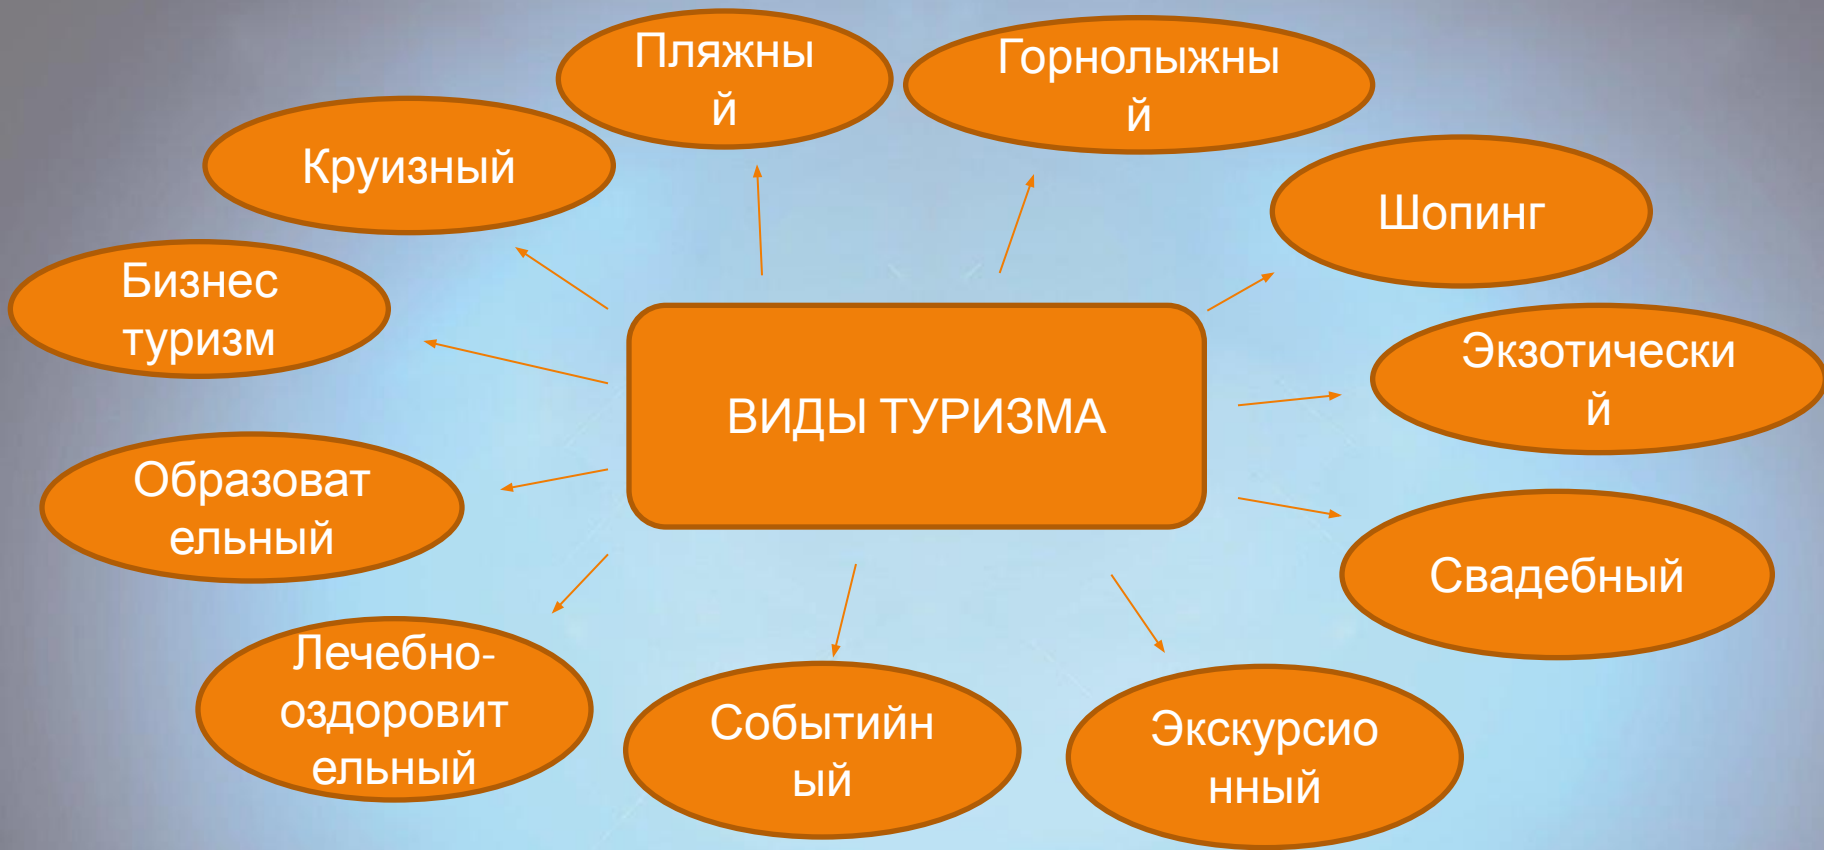 Пляжны
й
Горнолыжны
й
Круизный
Шопинг
Бизнес
туризм
Экзотически
й
ВИДЫ ТУРИЗМА
Образоват
ельный
Свадебный
Лечебно-
оздоровит
ельный
Событийн
ый
Экскурсио
нный